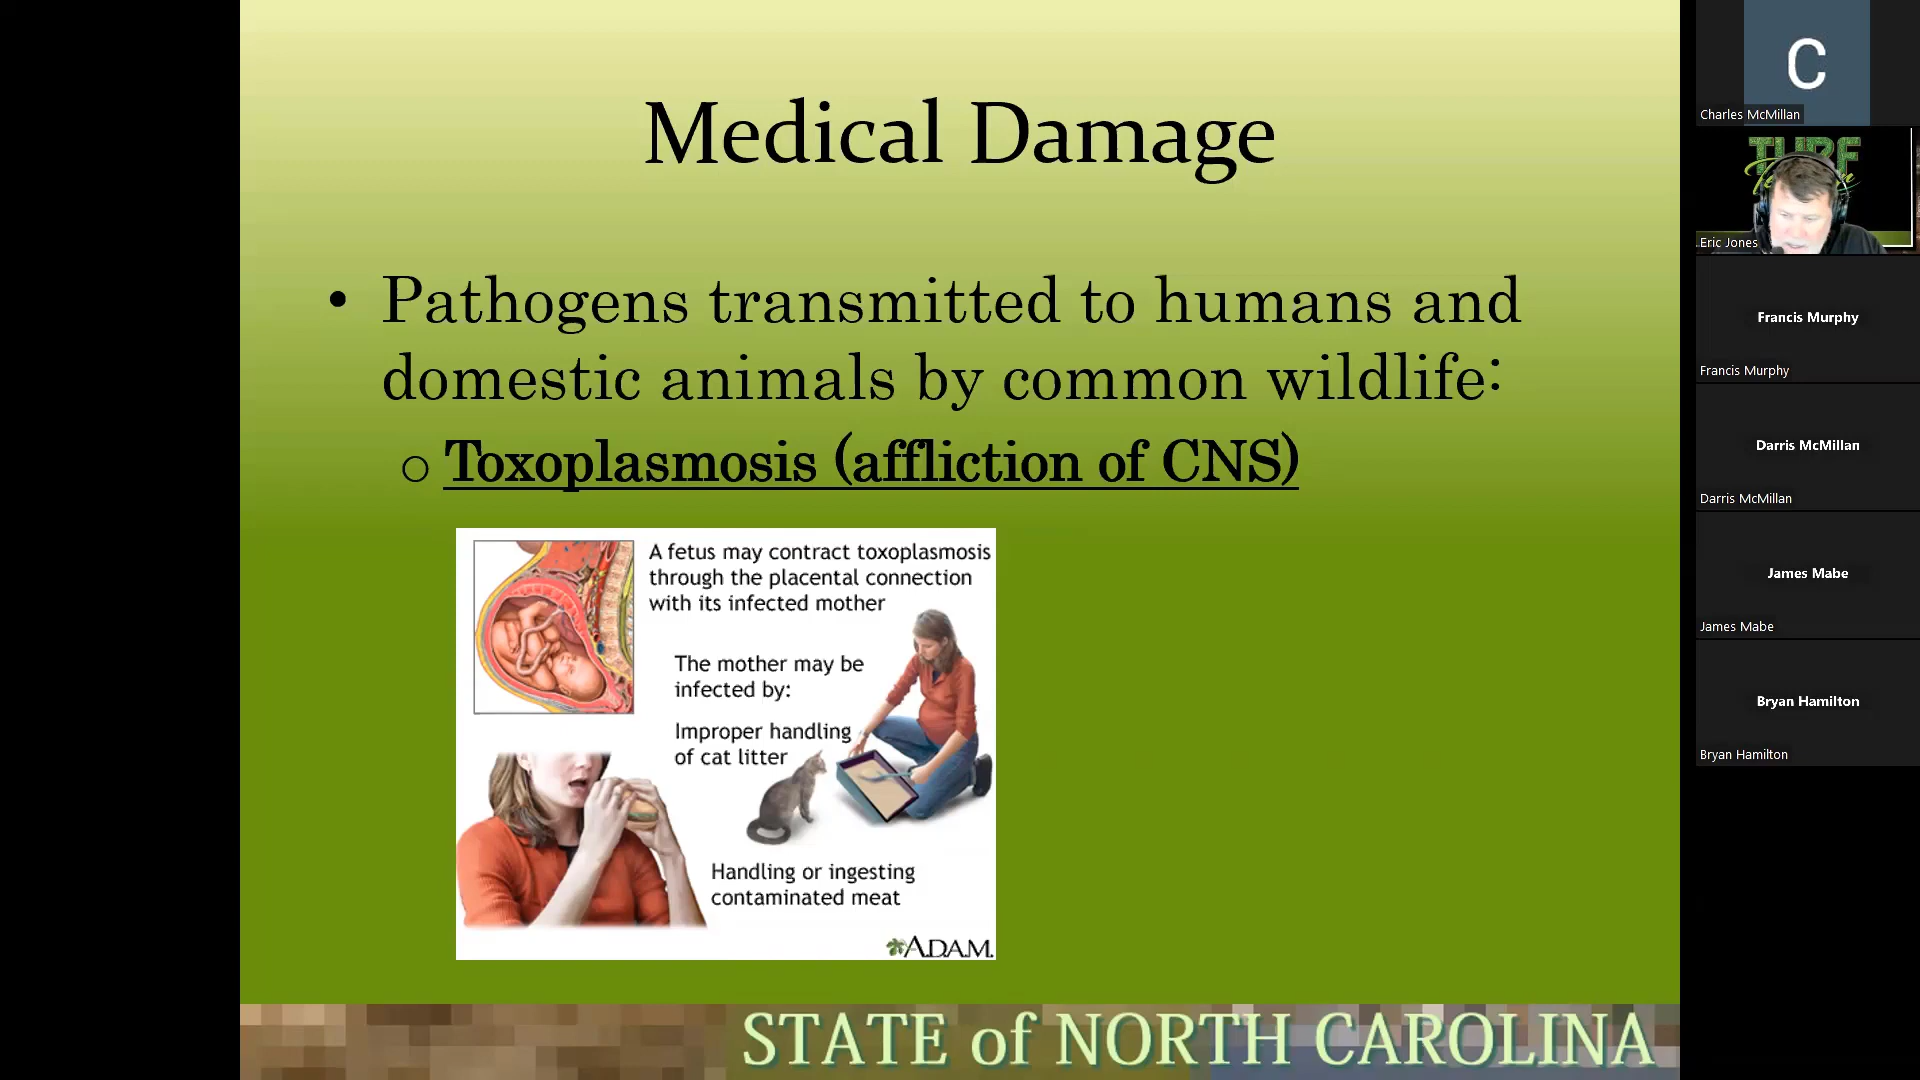 Medical Damage
• Pathogens transmitted to humans and
domestic animals by common wildlife:
o Toxoplasmosis (affliction of CNS)
A fetus may contract toxoplasmosis
through the placental connection
with its infected mother
The mother may be
infected by:
Improper handling
of cat litter
Handling or ingesting
contaminated meat
A.D.A.M.
STATE of NORTH CAROLINA
C
Charles McMillan
TURF
Eric Jones
Francis Murphy
Francis Murphy
Darris McMillan
Darris McMillan
James Mabe
James Mabe
Bryan Hamilton
Bryan Hamilton